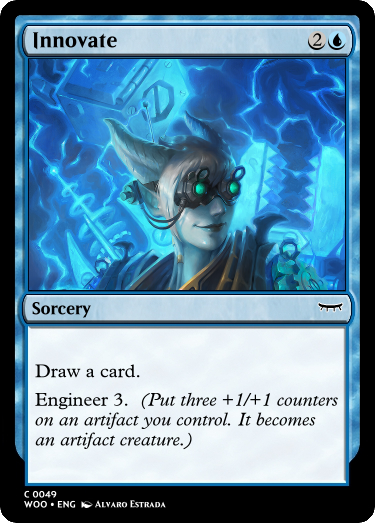 Innovate 2
Sorcery
Draw a card.
Engineer 3. (Put three +1/+1 counters
on an artifact you control. It becomes
an artifact creature.)
C 0049
WOO • ENG Alvaro Estrada